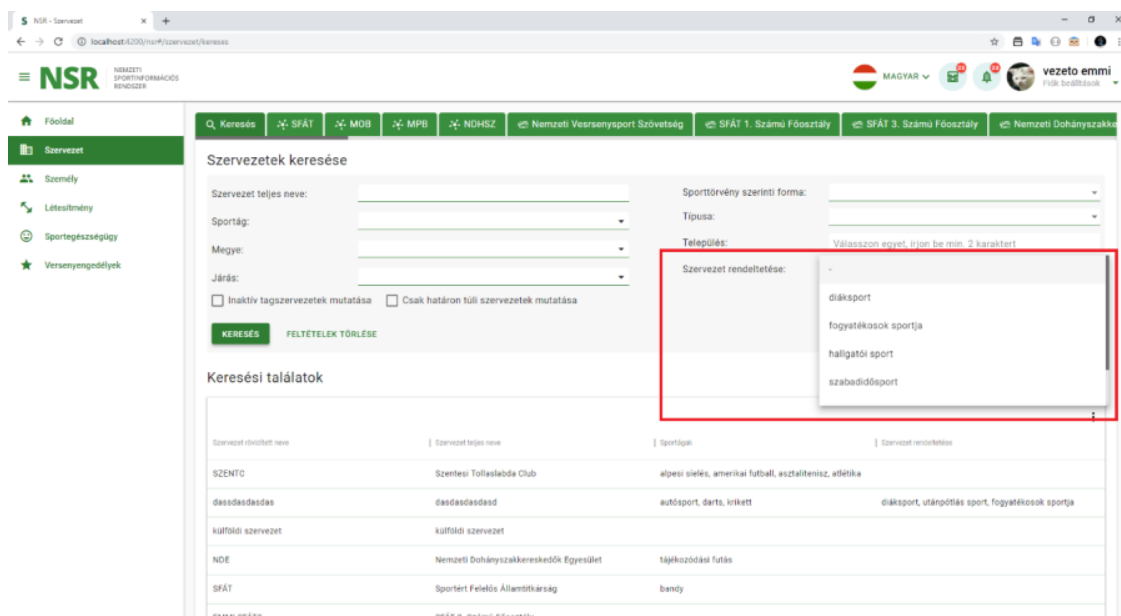 S NSR - Szervezet
localhost:4200/nsr#/szervezet/kereses
NSR NEMZETI
SPORTINFORMÁCIÓS
RENDSZER
MAGYAR
vezeto emmi
Fiók beállítások
Főoldal
Szervezet
Személy
Létesítmény
Sportegészségügy
Versenyengedélyek
Keresés SFÁT MOB MPB NDHSZ Nemzeti Vesrsenysport Szövetség SFÁT 1. Számú Főosztály SFÁT 3. Számú Főosztály Nemzeti Dohányszakke
Szervezetek keresése
Szervezet teljes neve:
Sportág:
Megye:
Járás:
Inaktív tagszervezetek mutatása Csak határon túli szervezetek mutatása
KERESÉS FELTÉTELEK TÖRLÉSE
Sporttörvény szerinti forma:
Típusa:
Település: Válasszon egyet, írjon be min. 2 karaktert
Szervezet rendeltetése: -
diáksport
fogyatékosok sportja
hallgatói sport
szabadidősport
Keresési találatok
Szervezet rövidített neve Szervezet teljes neve Sportágak Szervezet rendeltetése
SZENTC Szentesi Tollaslabda Club alpesi síelés, amerikai futball, asztalitenisz, atlétika
dassdasdasdas dasdasdasdasd autósport, darts, krikett diáksport, utánpótlás sport, fogyatékosok sportja
külföldi szervezet külföldi szervezet
NDE Nemzeti Dohányszakkereskedők Egyesület tájékozódási futás
SFÁT Sportért Felelős Államtitkárság bandy